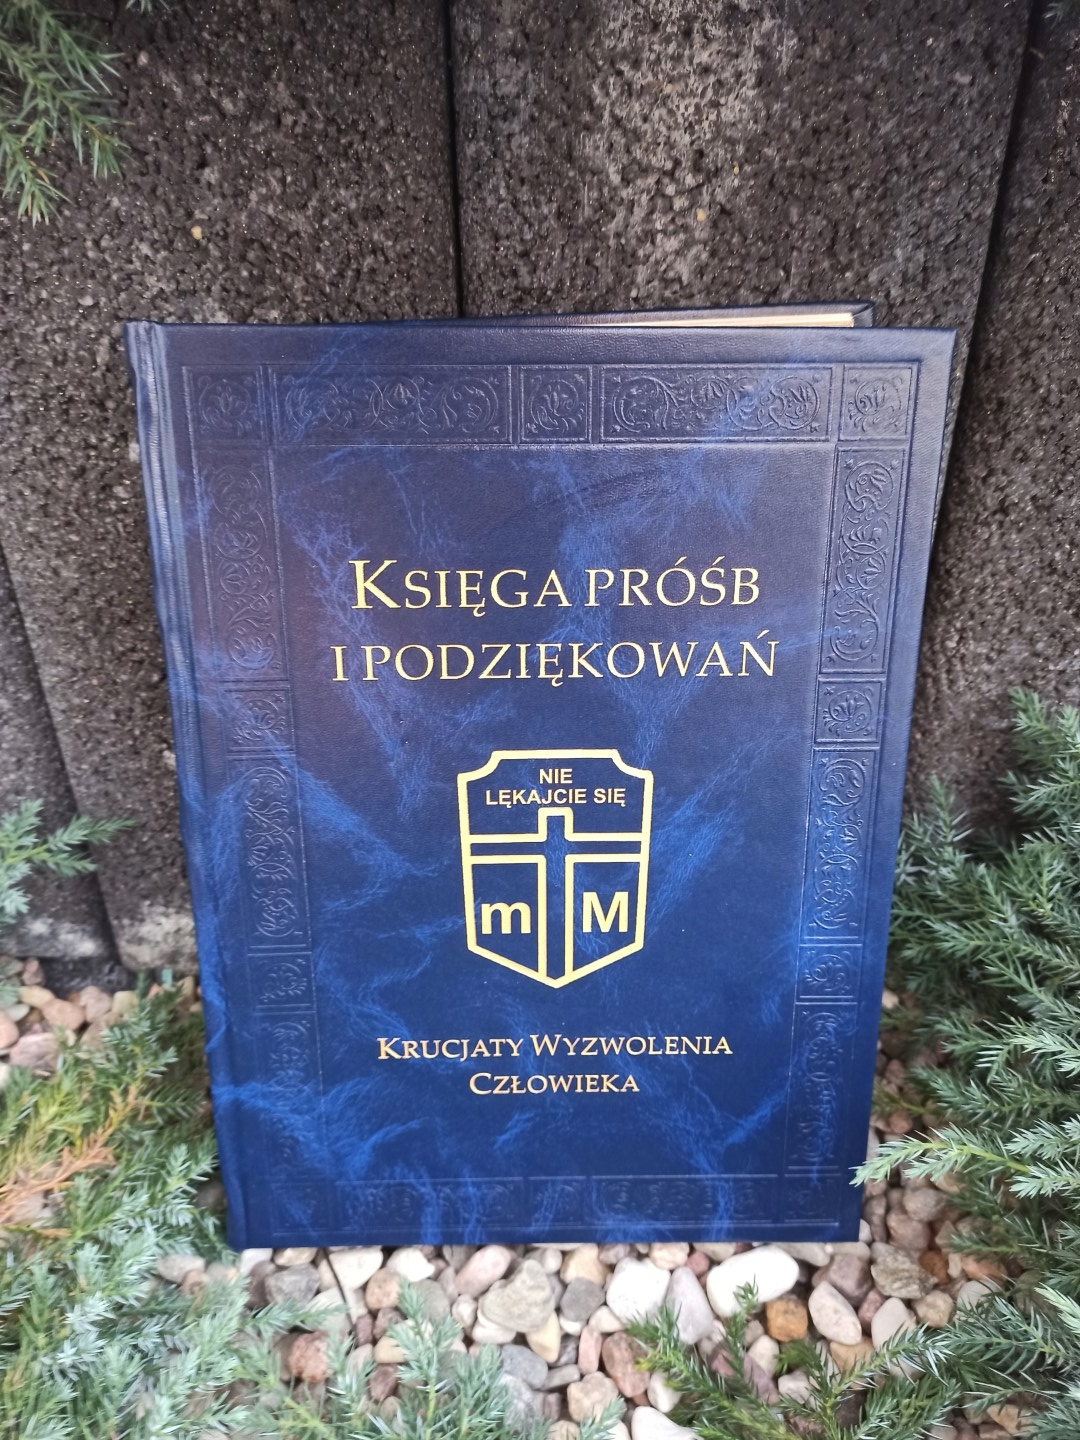 KSIĘGA PRÓŚB
I PODZIĘKOWAŃ
NIE
LĘKAJCIE SIĘ
m M
KRUCJATY WYZWOLENIA
CZŁOWIEKA